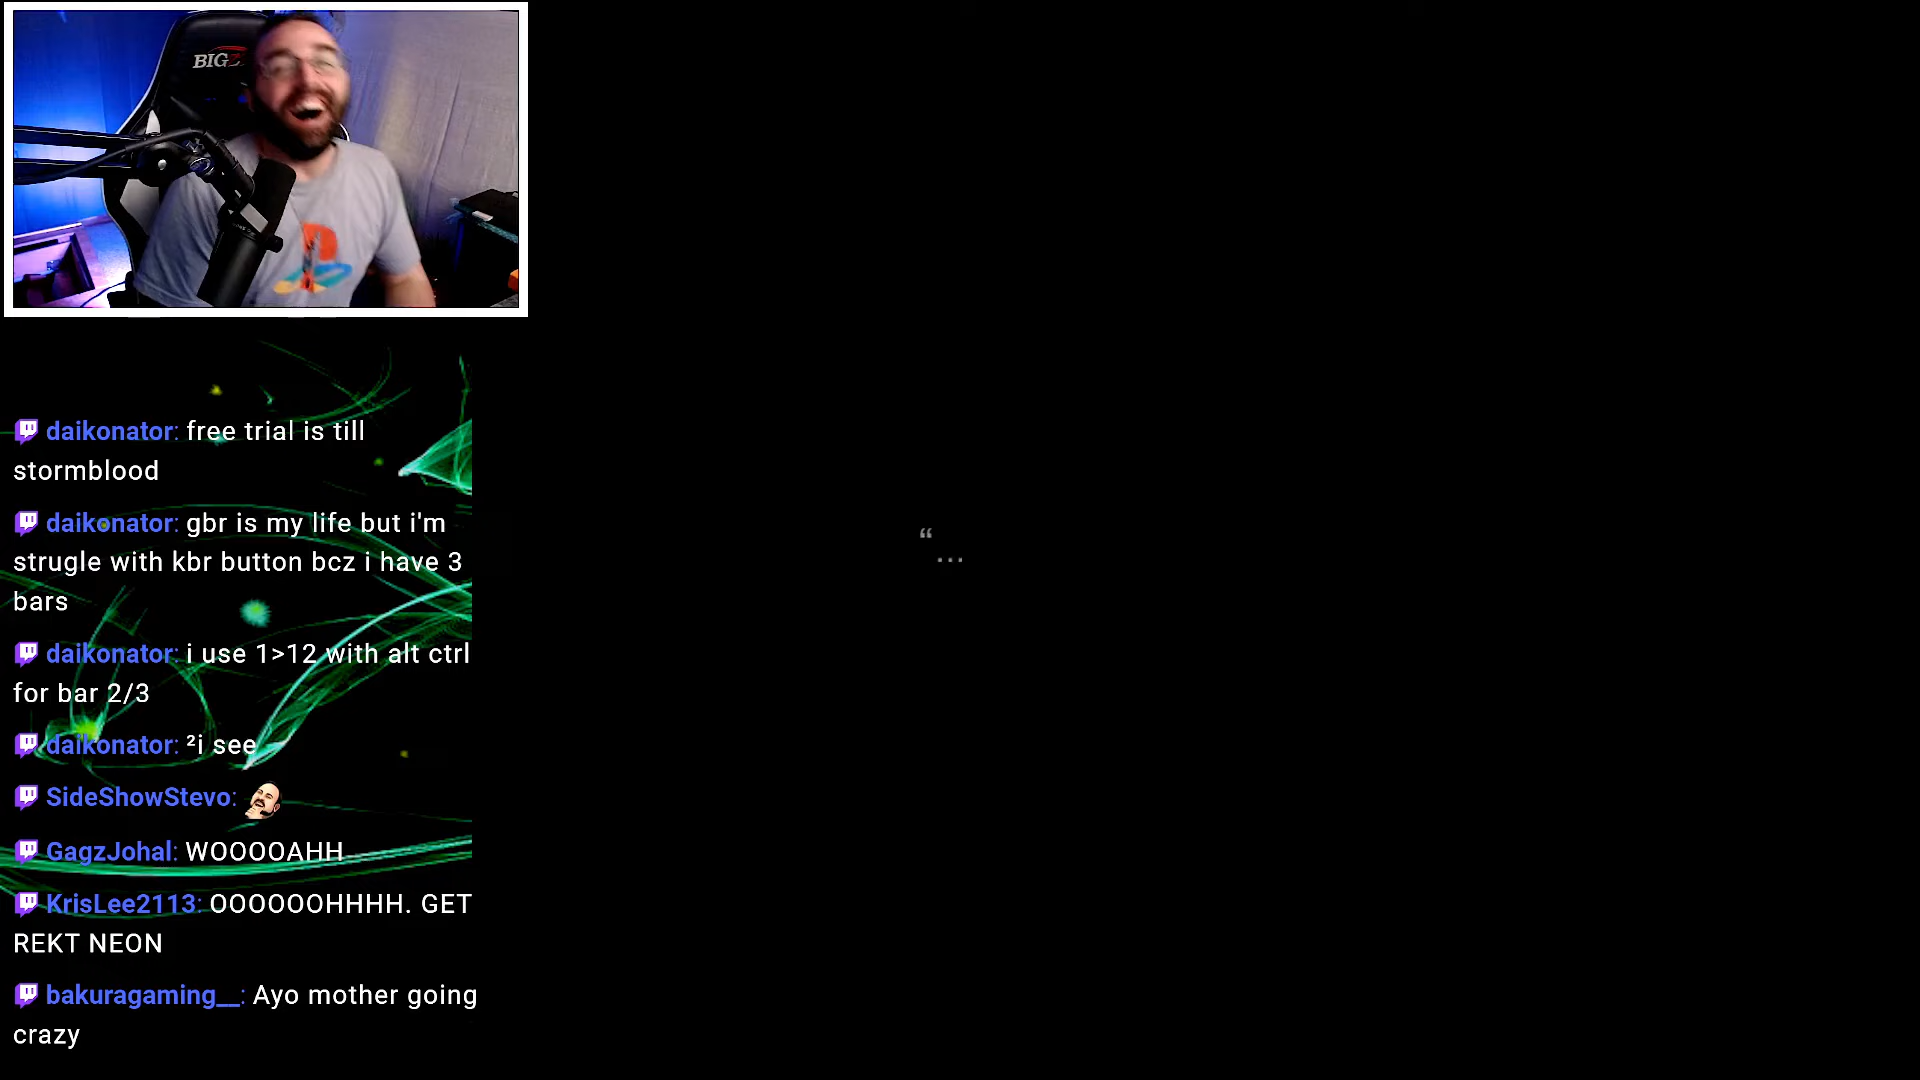 BIGZ
daikonator: free trial is till
stormblood
daikonator: gbr is my life but i'm
strugle with kbr button bcz i have 3
bars
daikonator: i use 1>12 with alt ctrl
for bar 2/3
daikonator: ²i see
SideShowStevo:
GagzJohal: WOOOOAHH
KrisLee2113: OOOOOOHHHH. GET
REKT NEON
bakuragaming__: Ayo mother going
crazy
“...